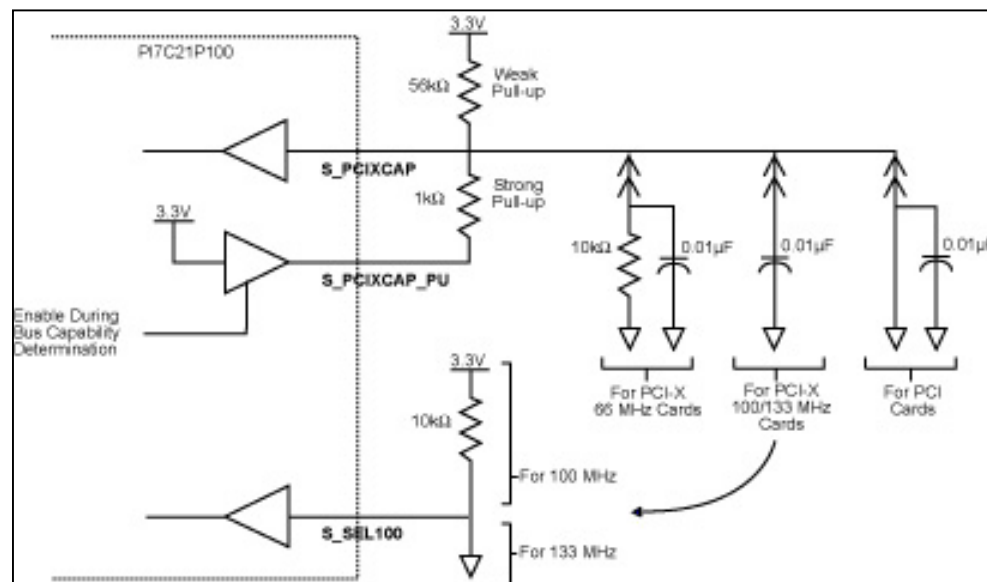 3.3V
PI7C21P100
56kΩ
Weak
Pull-up
S_PCIXCAP
1kΩ
Strong
Pull-up
3.3V
10kΩ
0.01µF
0.01µF
0.01µF
S_PCIXCAP_PU
Enable During
Bus Capability
Determination
3.3V
For PCI-X
66 MHz Cards
For PCI-X
100/133 MHz
Cards
For PCI
Cards
10kΩ
For 100 MHz
S_SEL100
For 133 MHz